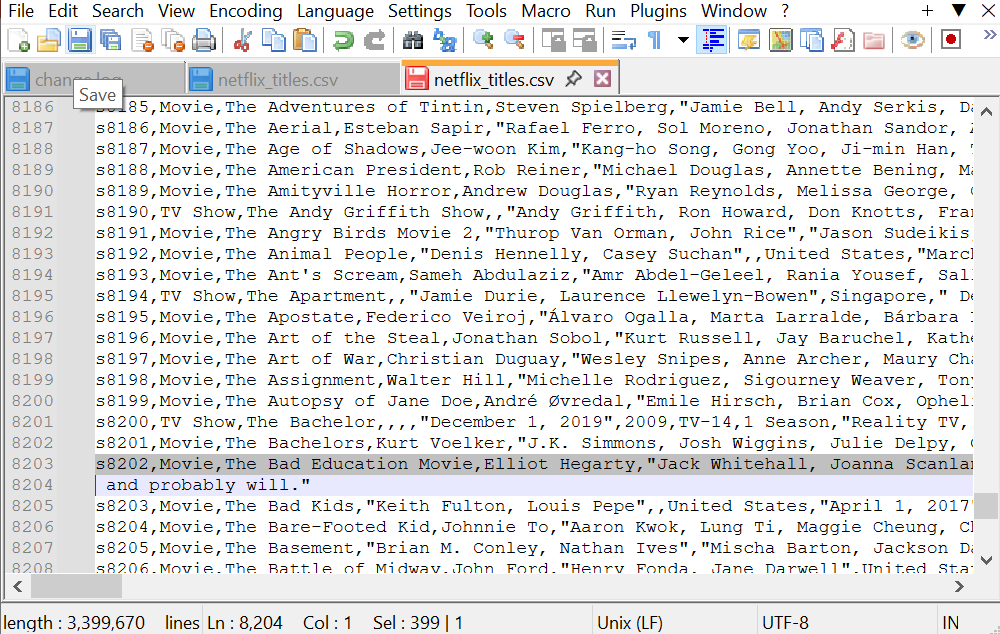 File Edit Search View Encoding Language Settings Tools Macro Run Plugins Window ? + ▼ X
change.log netflix_titles.csv netflix_titles.csv
Save
8186 s8185,Movie,The Adventures of Tintin,Steven Spielberg,"Jamie Bell, Andy Serkis, Da
8187 s8186,Movie,The Aerial,Esteban Sapir,"Rafael Ferro, Sol Moreno, Jonathan Sandor, A
8188 s8187,Movie,The Age of Shadows,Jee-woon Kim,"Kang-ho Song, Gong Yoo, Ji-min Han,
8189 s8188,Movie,The American President,Rob Reiner,"Michael Douglas, Annette Bening, Ma
8190 s8189,Movie,The Amityville Horror,Andrew Douglas,"Ryan Reynolds, Melissa George,
8191 s8190,TV Show,The Andy Griffith Show,,"Andy Griffith, Ron Howard, Don Knotts, Fran
8192 s8191,Movie,The Angry Birds Movie 2,"Thurop Van Orman, John Rice","Jason Sudeikis
8193 s8192,Movie,The Animal People,"Denis Hennelly, Casey Suchan",,United States,"March
8194 s8193,Movie,The Ant's Scream,Sameh Abdulaziz,"Amr Abdel-Geleel, Rania Yousef, Sal
8195 s8194,TV Show,The Apartment,,"Jamie Durie, Laurence Llewelyn-Bowen",Singapore," De
8196 s8195,Movie,The Apostate,Federico Veiroj,"Álvaro Ogalla, Marta Larralde, Bárbara
8197 s8196,Movie,The Art of the Steal,Jonathan Sobol,"Kurt Russell, Jay Baruchel, Kathe
8198 s8197,Movie,The Art of War,Christian Duguay,"Wesley Snipes, Anne Archer, Maury Cha
8199 s8198,Movie,The Assignment,Walter Hill,"Michelle Rodriguez, Sigourney Weaver, Tony
8200 s8199,Movie,The Autopsy of Jane Doe,André Øvredal,"Emile Hirsch, Brian Cox, Opheli
8201 s8200,TV Show,The Bachelor,,,,"December 1, 2019",2009,TV-14,1 Season,"Reality TV,
8202 s8201,Movie,The Bachelors,Kurt Voelker,"J.K. Simmons, Josh Wiggins, Julie Delpy,
8203 s8202,Movie,The Bad Education Movie,Elliot Hegarty,"Jack Whitehall, Joanna Scanlan
8204 and probably will."
8205 s8203,Movie,The Bad Kids,"Keith Fulton, Louis Pepe",,United States,"April 1, 2017"
8206 s8204,Movie,The Bare-Footed Kid,Johnnie To,"Aaron Kwok, Lung Ti, Maggie Cheung, Ch
8207 s8205,Movie,The Basement,"Brian M. Conley, Nathan Ives","Mischa Barton, Jackson Da
8208 s8206,Movie,The Battle of Midway,John Ford,"Henry Fonda, Jane Darwell",United Stat
length : 3,399,670 lines Ln : 8,204 Col : 1 Sel : 399 | 1 Unix (LF) UTF-8 IN